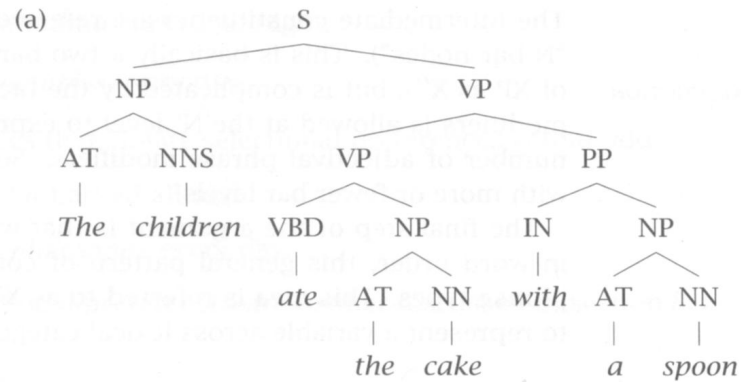 (a) S
NP VP
AT NNS VP PP
The children VBD NP IN NP
ate AT NN with AT NN
the cake a spoon